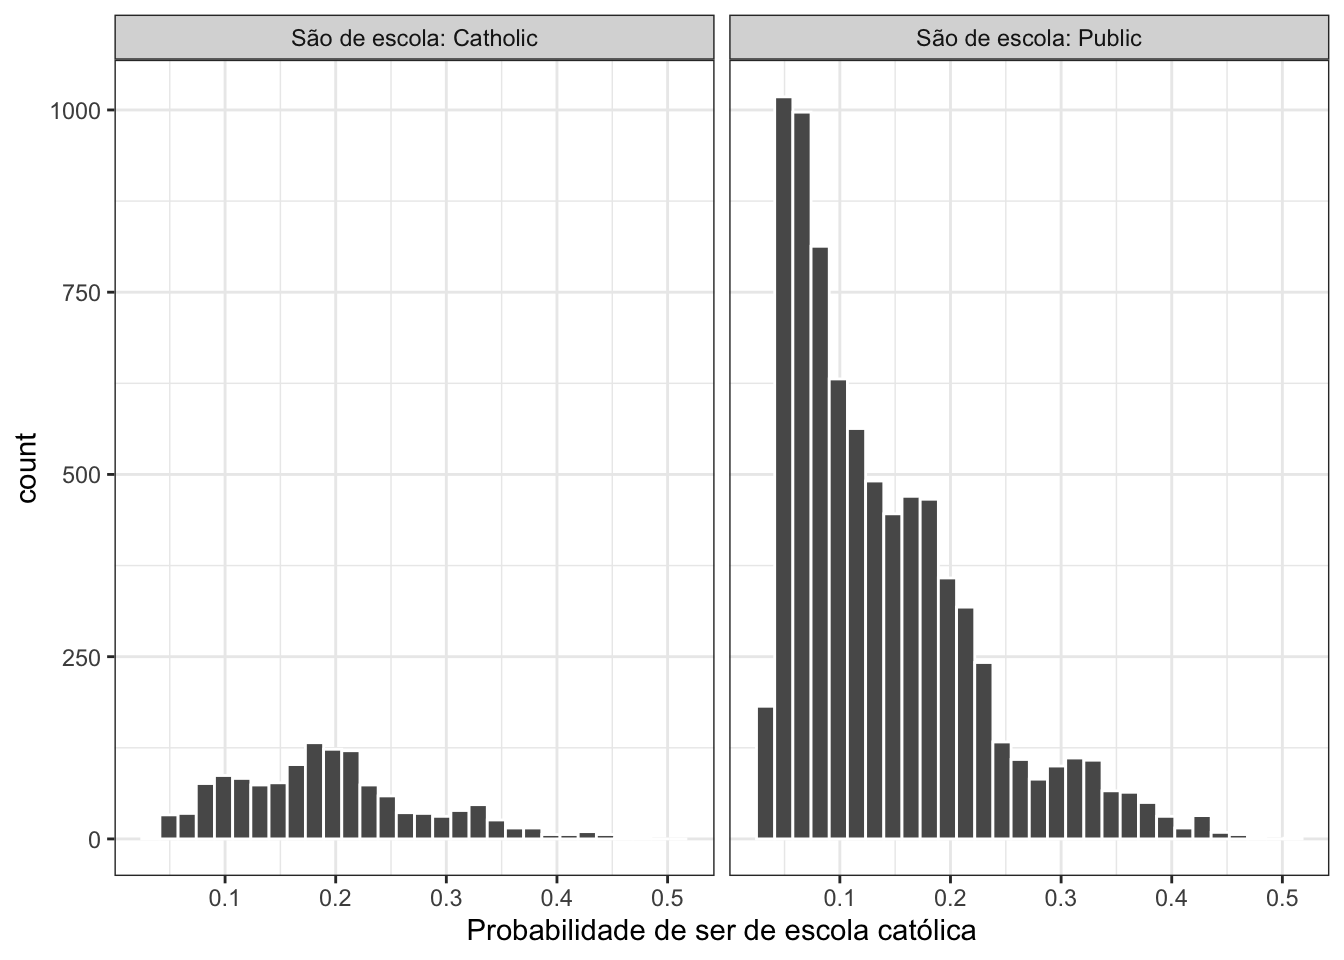 São de escola: Catholic
São de escola: Public
1000
750
500
250
0
count
0.1 0.2 0.3 0.4 0.5
0.1 0.2 0.3 0.4 0.5
Probabilidade de ser de escola católica